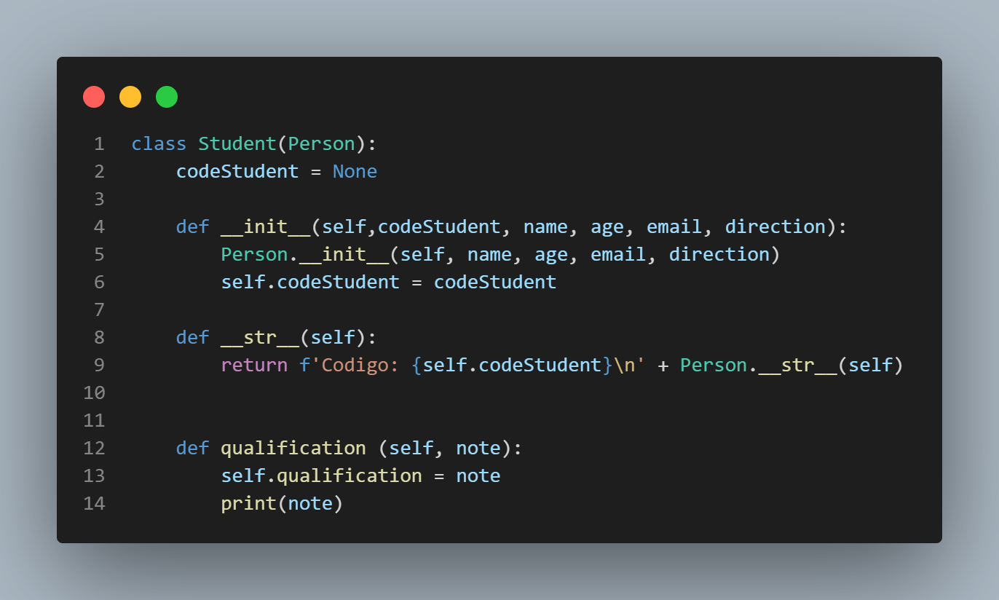 1 class Student(Person):
2     codeStudent = None
3
4     def __init__(self,codeStudent, name, age, email, direction):
5         Person.__init__(self, name, age, email, direction)
6         self.codeStudent = codeStudent
7
8     def __str__(self):
9         return f'Codigo: {self.codeStudent}\n' + Person.__str__(self)
10
11
12     def qualification (self, note):
13         self.qualification = note
14         print(note)